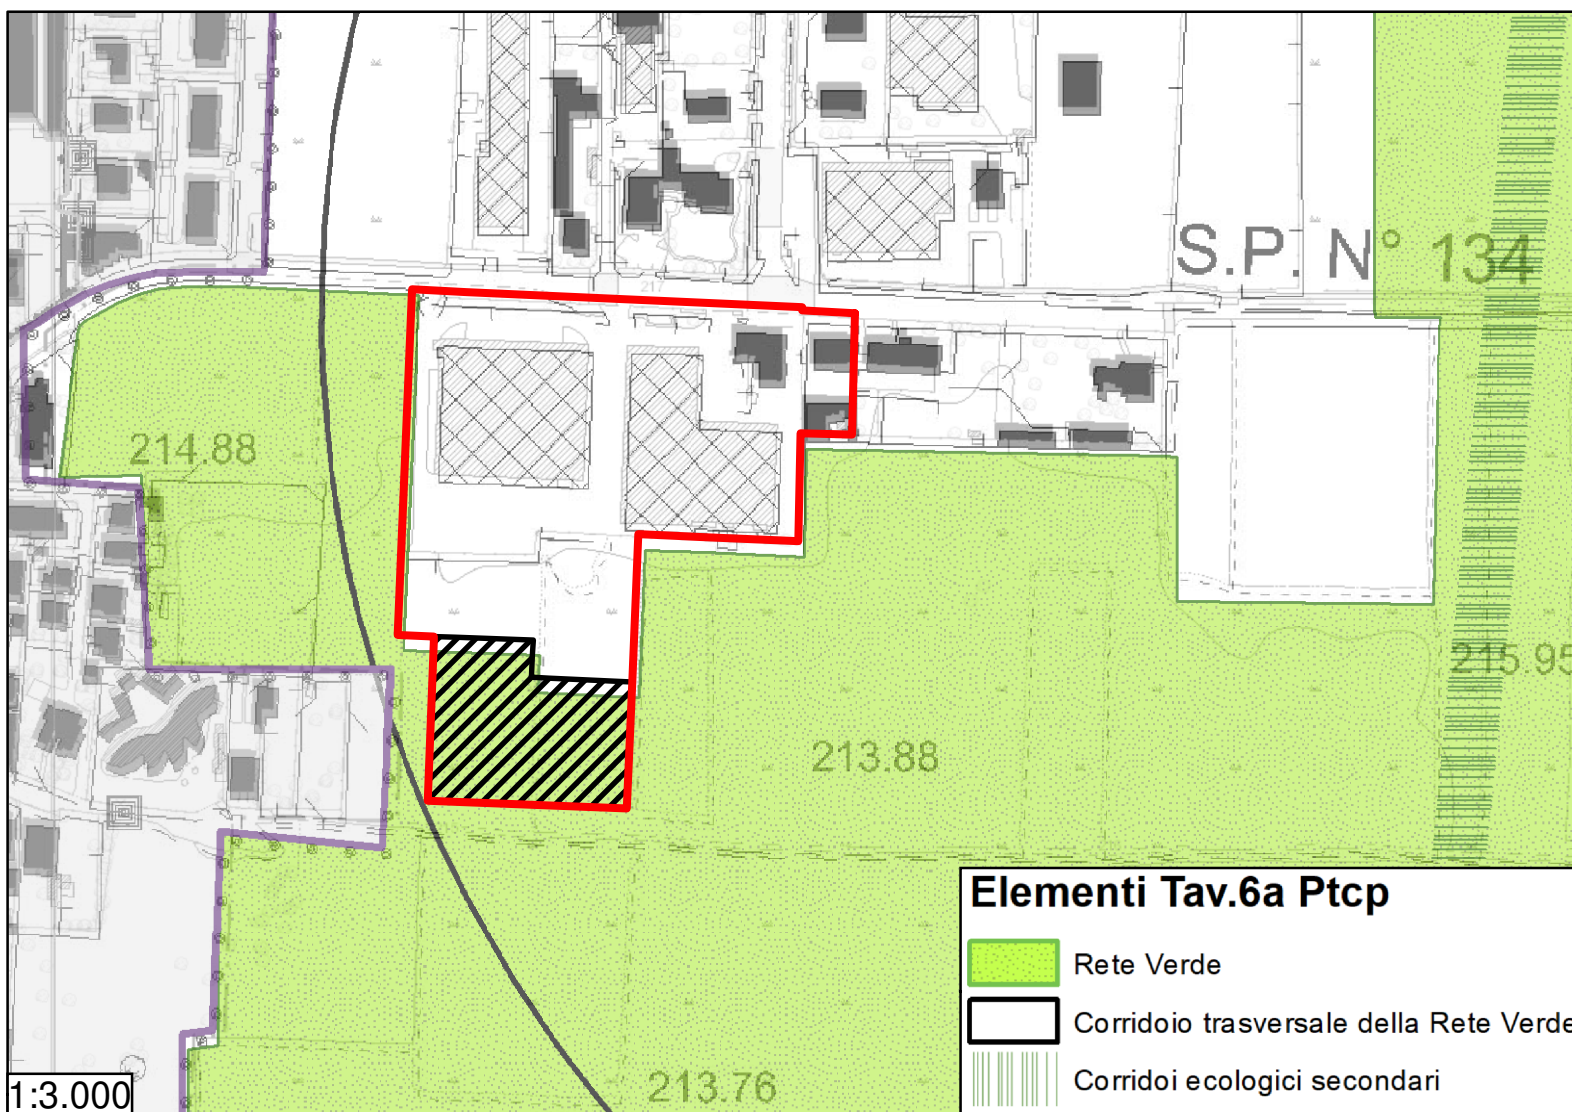 S.P. N° 134
217
214.88
215.95
213.88
Elementi Tav.6a Ptcp
Rete Verde
Corridoio trasversale della Rete Verde
Corridoi ecologici secondari
213.76
1:3.000